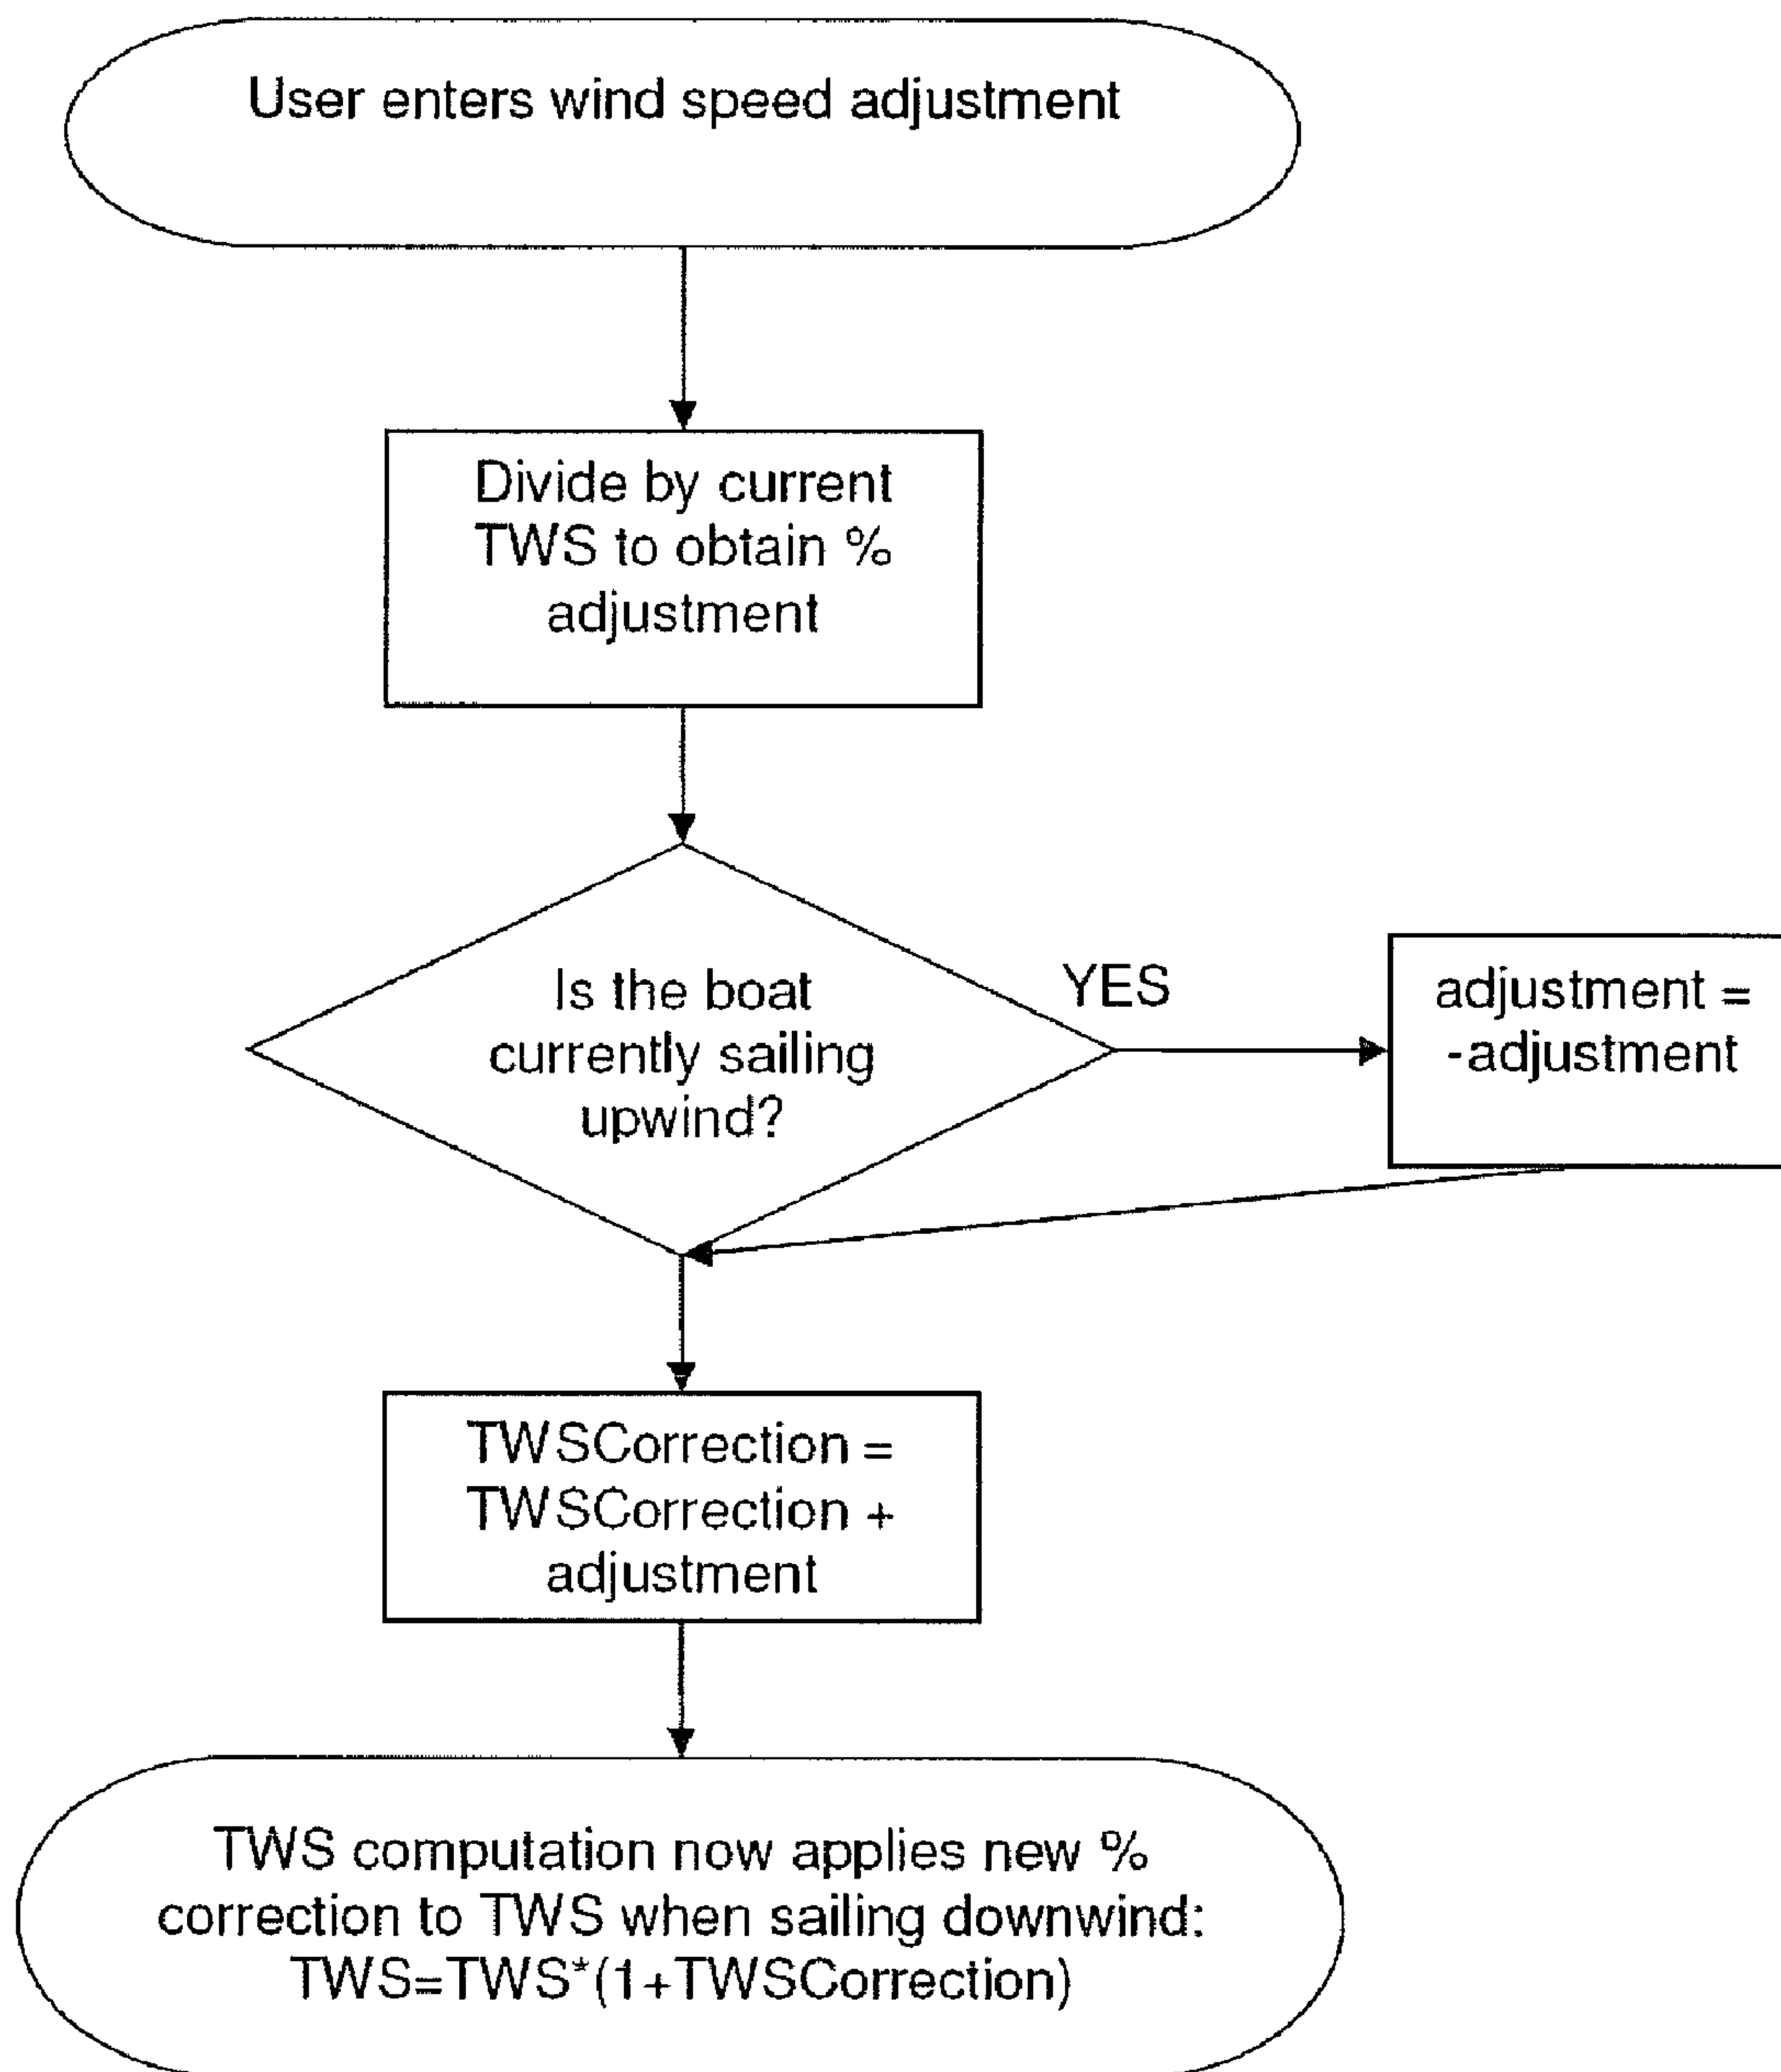 User enters wind speed adjustment
Divide by current
TWS to obtain %
adjustment
Is the boat
currently sailing
upwind?
YES
adjustment =
-adjustment
TWSCorrection =
TWSCorrection +
adjustment
TWS computation now applies new %
correction to TWS when sailing downwind:
TWS=TWS*(1+TWSCorrection)